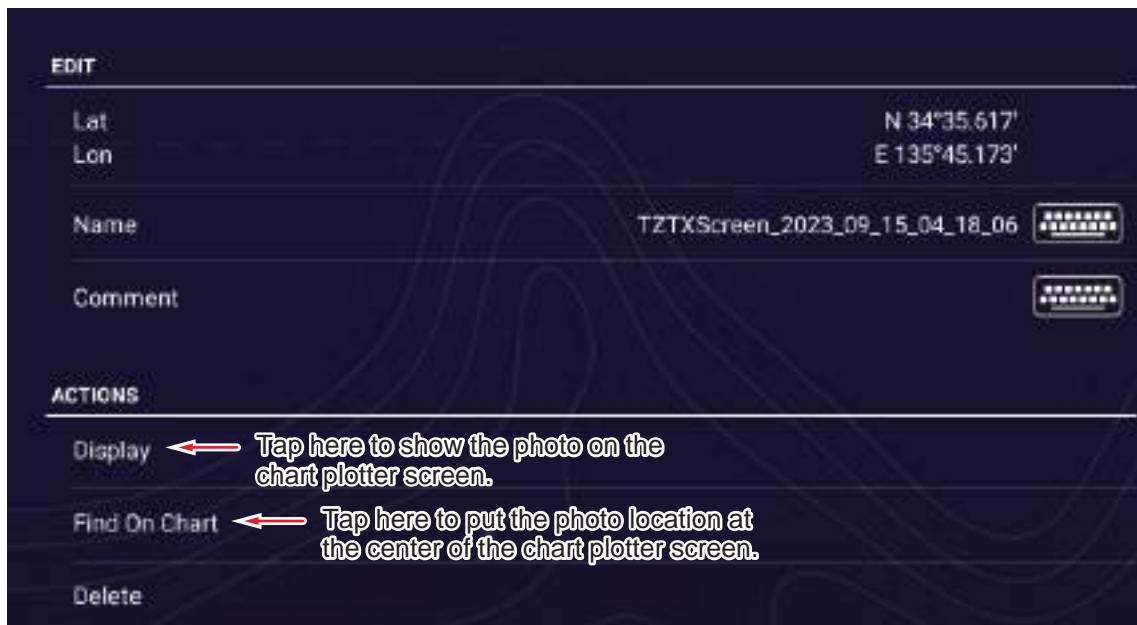 EDIT
Lat N 34°35.617'
Lon E 135°45.173'
Name TZTXScreen_2023_09_15_04_18_06
Comment
ACTIONS
Display Tap here to show the photo on the
chart plotter screen.
Find On Chart Tap here to put the photo location at
the center of the chart plotter screen.
Delete